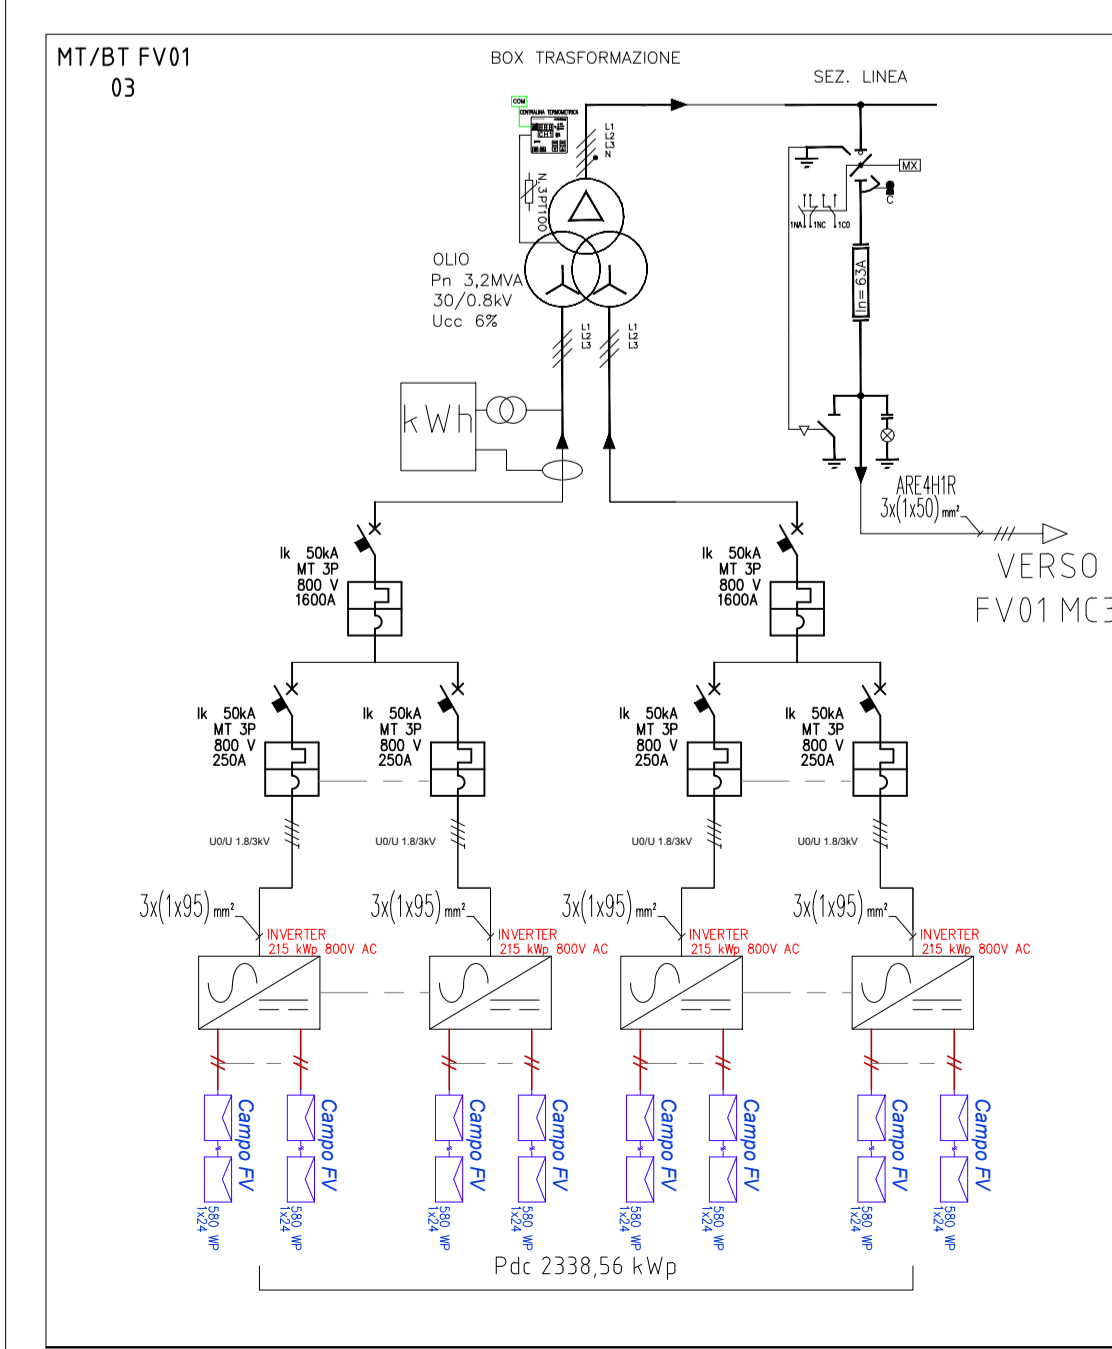 MT/BT FV01
03
BOX TRASFORMAZIONE
SEZ. LINEA
COM
CENTRALINA TERMOMETRICA
CH1
L1
L2
L3
N
N.3PT100
MX
C
1NA
1NC
1CO
In= 63A
OLIO
Pn 3,2MVA
30/0.8kV
Ucc 6%
L1
L2
L3
L1
L2
L3
kWh
ARE4H1R
3x(1x50) mm²
VERSO
FV01 MC3
Ik 50kA
MT 3P
800 V
1600A
Ik 50kA
MT 3P
800 V
1600A
Ik 50kA
MT 3P
800 V
250A
Ik 50kA
MT 3P
800 V
250A
Ik 50kA
MT 3P
800 V
250A
Ik 50kA
MT 3P
800 V
250A
U0/U 1.8/3kV
U0/U 1.8/3kV
U0/U 1.8/3kV
U0/U 1.8/3kV
3x(1x95) mm²
3x(1x95) mm²
3x(1x95) mm²
3x(1x95) mm²
INVERTER
215 kWp 800V AC
INVERTER
215 kWp 800V AC
INVERTER
215 kWp 800V AC
INVERTER
215 kWp 800V AC
Campo FV
Campo FV
Campo FV
Campo FV
Campo FV
Campo FV
Campo FV
Campo FV
580 WP
1x24
580 WP
1x24
580 WP
1x24
580 WP
1x24
580 WP
1x24
580 WP
1x24
580 WP
1x24
580 WP
1x24
Pdc 2338,56 kWp